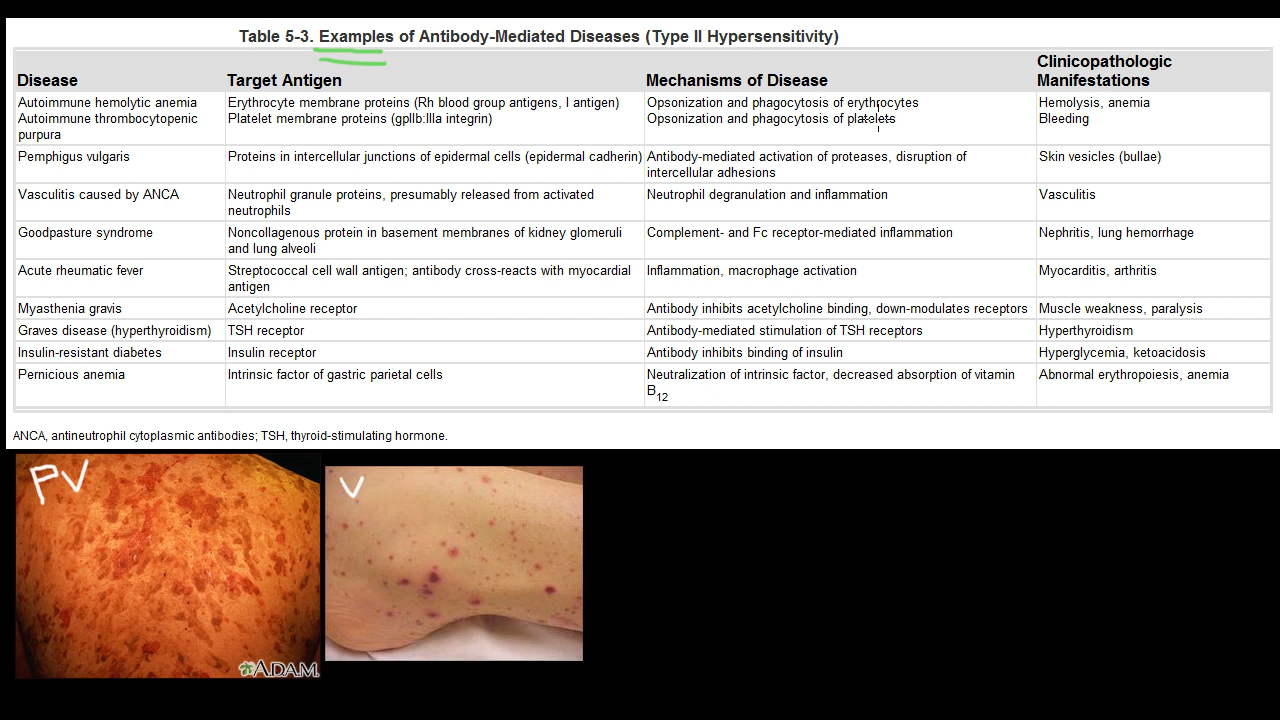 Table 5-3. Examples of Antibody-Mediated Diseases (Type II Hypersensitivity)
Disease Target Antigen Mechanisms of Disease Clinicopathologic Manifestations
Autoimmune hemolytic anemia Erythrocyte membrane proteins (Rh blood group antigens, I antigen) Opsonization and phagocytosis of erythrocytes Hemolysis, anemia
Autoimmune thrombocytopenic Platelet membrane proteins (gpIIb:IIIa integrin) Opsonization and phagocytosis of platelets Bleeding
purpura
Pemphigus vulgaris Proteins in intercellular junctions of epidermal cells (epidermal cadherin) Antibody-mediated activation of proteases, disruption of
intercellular adhesions Skin vesicles (bullae)
Vasculitis caused by ANCA Neutrophil granule proteins, presumably released from activated
neutrophils Neutrophil degranulation and inflammation Vasculitis
Goodpasture syndrome Noncollagenous protein in basement membranes of kidney glomeruli
and lung alveoli Complement- and Fc receptor-mediated inflammation Nephritis, lung hemorrhage
Acute rheumatic fever Streptococcal cell wall antigen; antibody cross-reacts with myocardial
antigen Inflammation, macrophage activation Myocarditis, arthritis
Myasthenia gravis Acetylcholine receptor Antibody inhibits acetylcholine binding, down-modulates receptors Muscle weakness, paralysis
Graves disease (hyperthyroidism) TSH receptor Antibody-mediated stimulation of TSH receptors Hyperthyroidism
Insulin-resistant diabetes Insulin receptor Antibody inhibits binding of insulin Hyperglycemia, ketoacidosis
Pernicious anemia Intrinsic factor of gastric parietal cells Neutralization of intrinsic factor, decreased absorption of vitamin
B12 Abnormal erythropoiesis, anemia
ANCA, antineutrophil cytoplasmic antibodies; TSH, thyroid-stimulating hormone.
PV
V
A.D.A.M.